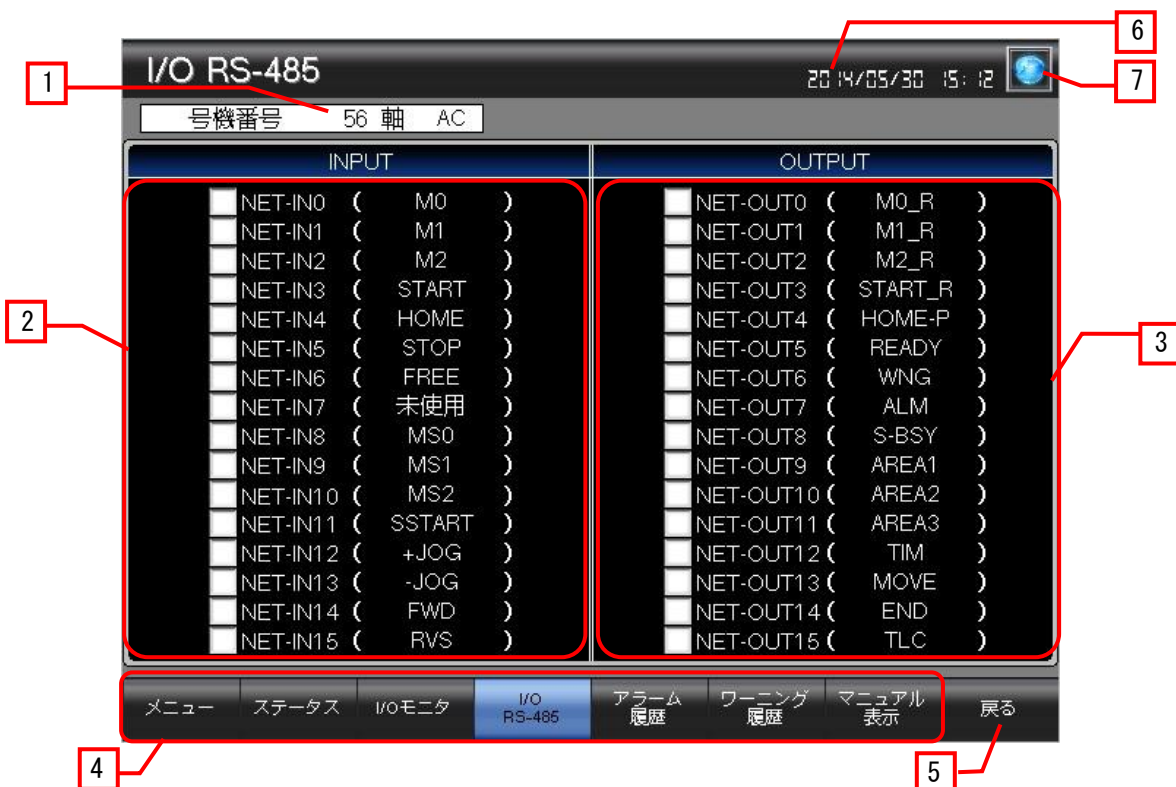 6
I/O RS-485
2014/05/30 15:12
7
1
号機番号 56 軸 AC
INPUT
OUTPUT
NET-IN0 ( M0 )
NET-IN1 ( M1 )
NET-IN2 ( M2 )
NET-IN3 ( START )
NET-IN4 ( HOME )
NET-IN5 ( STOP )
NET-IN6 ( FREE )
NET-IN7 ( 未使用 )
NET-IN8 ( MS0 )
NET-IN9 ( MS1 )
NET-IN10 ( MS2 )
NET-IN11 ( SSTART )
NET-IN12 ( +JOG )
NET-IN13 ( -JOG )
NET-IN14 ( FWD )
NET-IN15 ( RVS )
2
NET-OUT0 ( M0_R )
NET-OUT1 ( M1_R )
NET-OUT2 ( M2_R )
NET-OUT3 ( START_R )
NET-OUT4 ( HOME-P )
NET-OUT5 ( READY )
NET-OUT6 ( WNG )
NET-OUT7 ( ALM )
NET-OUT8 ( S-BSY )
NET-OUT9 ( AREA1 )
NET-OUT10 ( AREA2 )
NET-OUT11 ( AREA3 )
NET-OUT12 ( TIM )
NET-OUT13 ( MOVE )
NET-OUT14 ( END )
NET-OUT15 ( TLC )
3
メニュー
ステータス
I/Oモニタ
I/O
RS-485
アラーム
履歴
ワーニング
履歴
マニュアル
表示
戻る
4
5